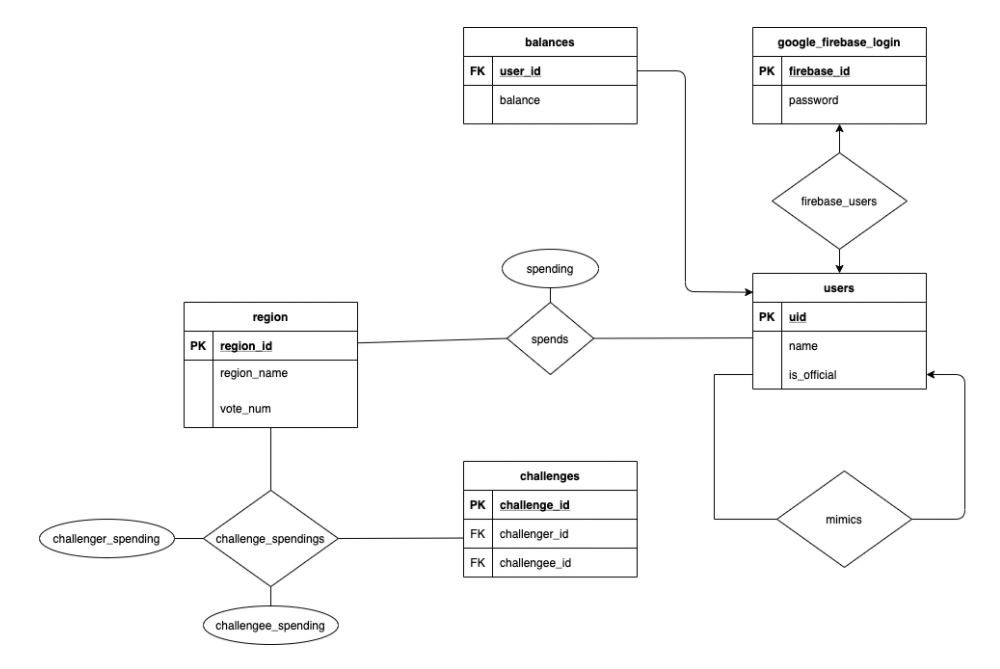 balances
FK user_id
balance
google_firebase_login
PK firebase_id
password
firebase_users
spending
spends
users
PK uid
name
is_official
region
PK region_id
region_name
vote_num
challenges
PK challenge_id
FK challenger_id
FK challengee_id
mimics
challenger_spending
challenge_spendings
challengee_spending